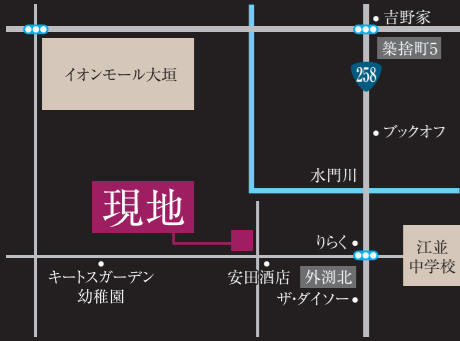 吉野家
築捨町5
イオンモール大垣
258
ブックオフ
水門川
現地
りらく
江並
中学校
キートスガーデン
幼稚園
安田酒店
外渕北
ザ・ダイソー